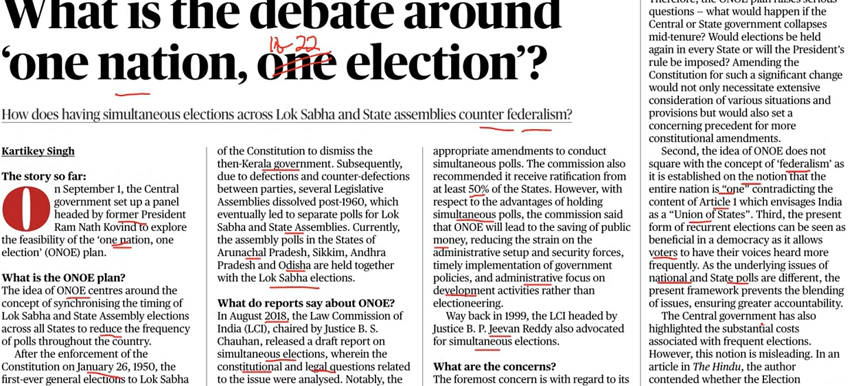 What is the debate around
18-22
‘one nation, one election’?
How does having simultaneous elections across Lok Sabha and State assemblies counter federalism?
Kartikey Singh
The story so far:
On September 1, the Central
government set up a panel
headed by former President
Ram Nath Kovind to explore
the feasibility of the ‘one nation, one
election’ (ONOE) plan.
What is the ONOE plan?
The idea of ONOE centres around the
concept of synchronising the timing of
Lok Sabha and State Assembly elections
across all States to reduce the frequency
of polls throughout the country.
After the enforcement of the
Constitution on January 26, 1950, the
first-ever general elections to Lok Sabha
of the Constitution to dismiss the
then-Kerala government. Subsequently,
due to defections and counter-defections
between parties, several Legislative
Assemblies dissolved post-1960, which
eventually led to separate polls for Lok
Sabha and State Assemblies. Currently,
the assembly polls in the States of
Arunachal Pradesh, Sikkim, Andhra
Pradesh and Odisha are held together
with the Lok Sabha elections.
What do reports say about ONOE?
In August 2018, the Law Commission of
India (LCI), chaired by Justice B. S.
Chauhan, released a draft report on
simultaneous elections, wherein the
constitutional and legal questions related
to the issue were analysed. Notably, the
appropriate amendments to conduct
simultaneous polls. The commission also
recommended it receive ratification from
at least 50% of the States. However, with
respect to the advantages of holding
simultaneous polls, the commission said
that ONOE will lead to the saving of public
money, reducing the strain on the
administrative setup and security forces,
timely implementation of government
policies, and administrative focus on
development activities rather than
electioneering.
Way back in 1999, the LCI headed by
Justice B. P. Jeevan Reddy also advocated
for simultaneous elections.
What are the concerns?
The foremost concern is with regard to its
Therefore, the ONOE plan raises serious
questions – what would happen if the
Central or State government collapses
mid-tenure? Would elections be held
again in every State or will the President’s
rule be imposed? Amending the
Constitution for such a significant change
would not only necessitate extensive
consideration of various situations and
provisions but would also set a
concerning precedent for more
constitutional amendments.
Second, the idea of ONOE does not
square with the concept of ‘federalism’ as
it is established on the notion that the
entire nation is “one” contradicting the
content of Article 1 which envisages India
as a “Union of States”. Third, the present
form of recurrent elections can be seen as
beneficial in a democracy as it allows
voters to have their voices heard more
frequently. As the underlying issues of
national and State polls are different, the
present framework prevents the blending
of issues, ensuring greater accountability.
The Central government has also
highlighted the substantial costs
associated with frequent elections.
However, this notion is misleading. In an
article in The Hindu, the author
contended whether the Election